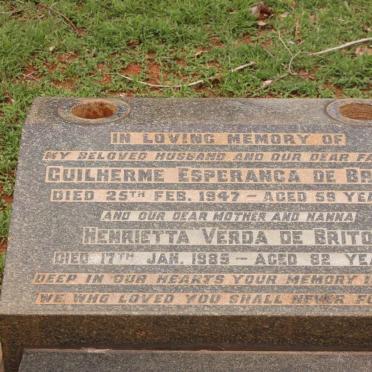 IN LOVING MEMORY OF
MY BELOVED HUSBAND AND OUR DEAR FA
GUILHERME ESPERANCA DE BR
DIED 25TH FEB. 1947 - AGED 59 YEA
AND OUR DEAR MOTHER AND NANNA
HENRIETTA VERDA DE BRITO
DIED 17TH JAN. 1985 - AGED 82 YEA
DEEP IN OUR HEARTS YOUR MEMORY I
WE WHO LOVED YOU SHALL NEVER FO